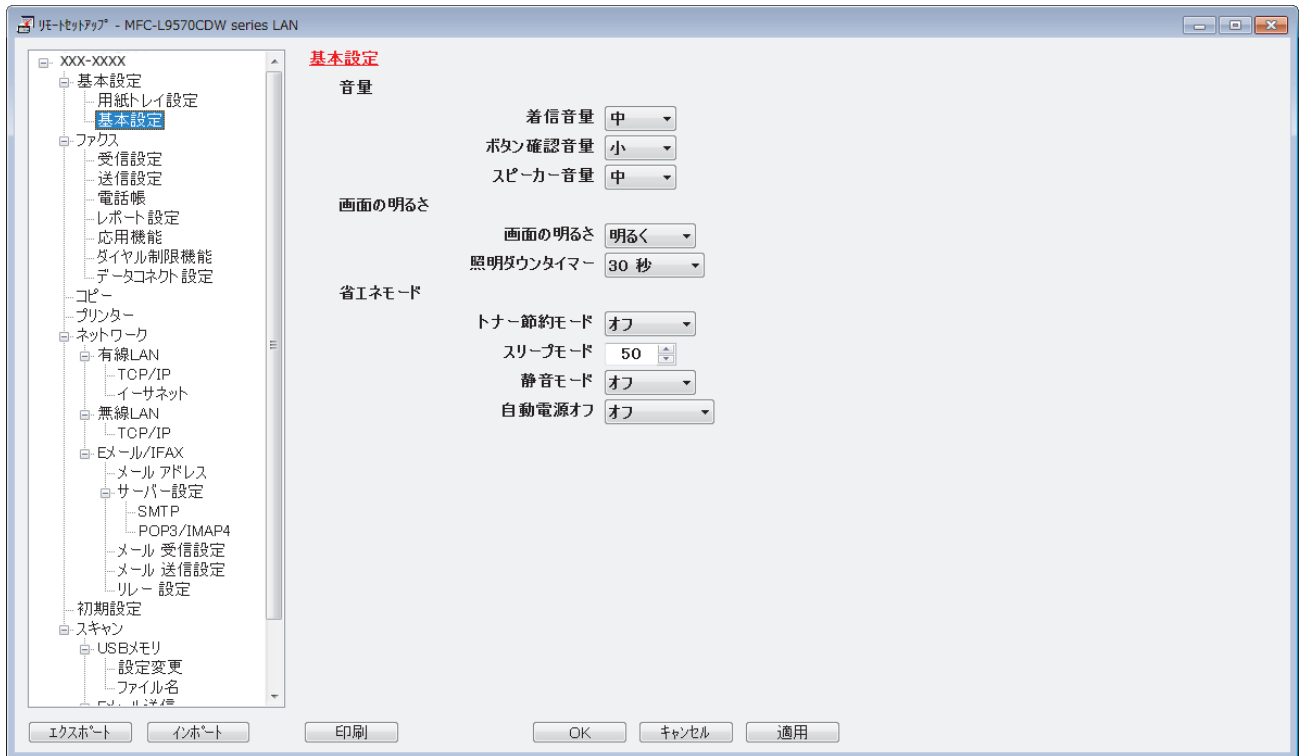 ﾘﾓｰﾄｾｯﾄｱｯﾌﾟ - MFC-L9570CDW series LAN
XXX-XXXX
基本設定
用紙トレイ設定
基本設定
ファクス
受信設定
送信設定
電話帳
レポート設定
応用機能
ダイヤル制限機能
データコネクト設定
コピー
プリンター
ネットワーク
有線LAN
TCP/IP
イーサネット
無線LAN
TCP/IP
Eメール/IFAX
メール アドレス
サーバー設定
SMTP
POP3/IMAP4
メール 受信設定
メール 送信設定
リレー 設定
初期設定
スキャン
USBメモリ
設定変更
ファイル名
基本設定
音量
着信音量 中
ボタン確認音量 小
スピーカー音量 中
画面の明るさ
画面の明るさ 明るく
照明ダウンタイマー 30 秒
省エネモード
トナー節約モード オフ
スリープモード 50
静音モード オフ
自動電源オフ オフ
エクスポート インポート 印刷 OK キャンセル 適用